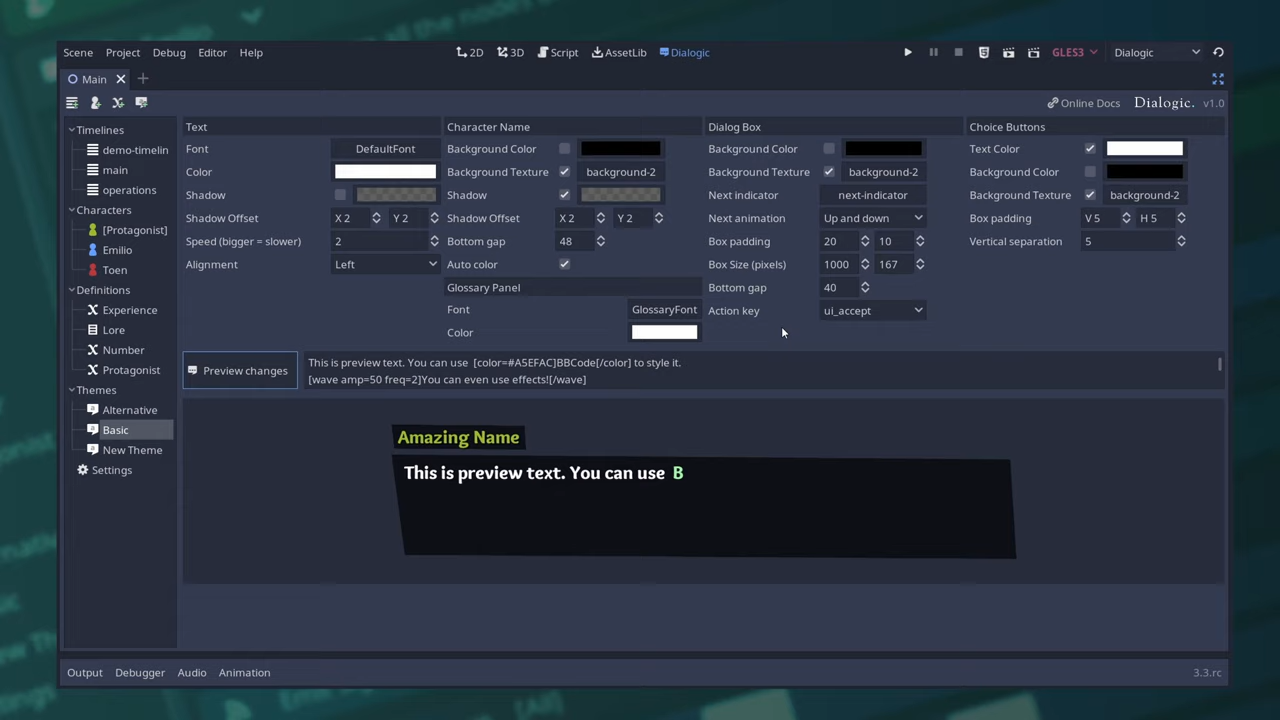 Scene Project Debug Editor Help 2D 3D Script AssetLib Dialogic GLES3 Dialogic
Main
Online Docs Dialogic. v1.0
Timelines
demo-timelin
main
operations
Characters
[Protagonist]
Emilio
Toen
Definitions
Experience
Lore
Number
Protagonist
Themes
Alternative
Basic
New Theme
Settings
Text
Font DefaultFont
Color
Shadow
Shadow Offset X 2 Y 2
Speed (bigger = slower) 2
Alignment Left
Character Name
Background Color
Background Texture background-2
Shadow
Shadow Offset X 2 Y 2
Bottom gap 48
Auto color
Glossary Panel
Font GlossaryFont
Color
Dialog Box
Background Color
Background Texture background-2
Next indicator next-indicator
Next animation Up and down
Box padding 20 10
Box Size (pixels) 1000 167
Bottom gap 40
Action key ui_accept
Choice Buttons
Text Color
Background Color
Background Texture background-2
Box padding V 5 H 5
Vertical separation 5
Preview changes
This is preview text. You can use [color=#A5EFAC]BBCode[/color] to style it.
[wave amp=50 freq=2]You can even use effects![/wave]
Amazing Name
This is preview text. You can use B
Output Debugger Audio Animation 3.3.rc